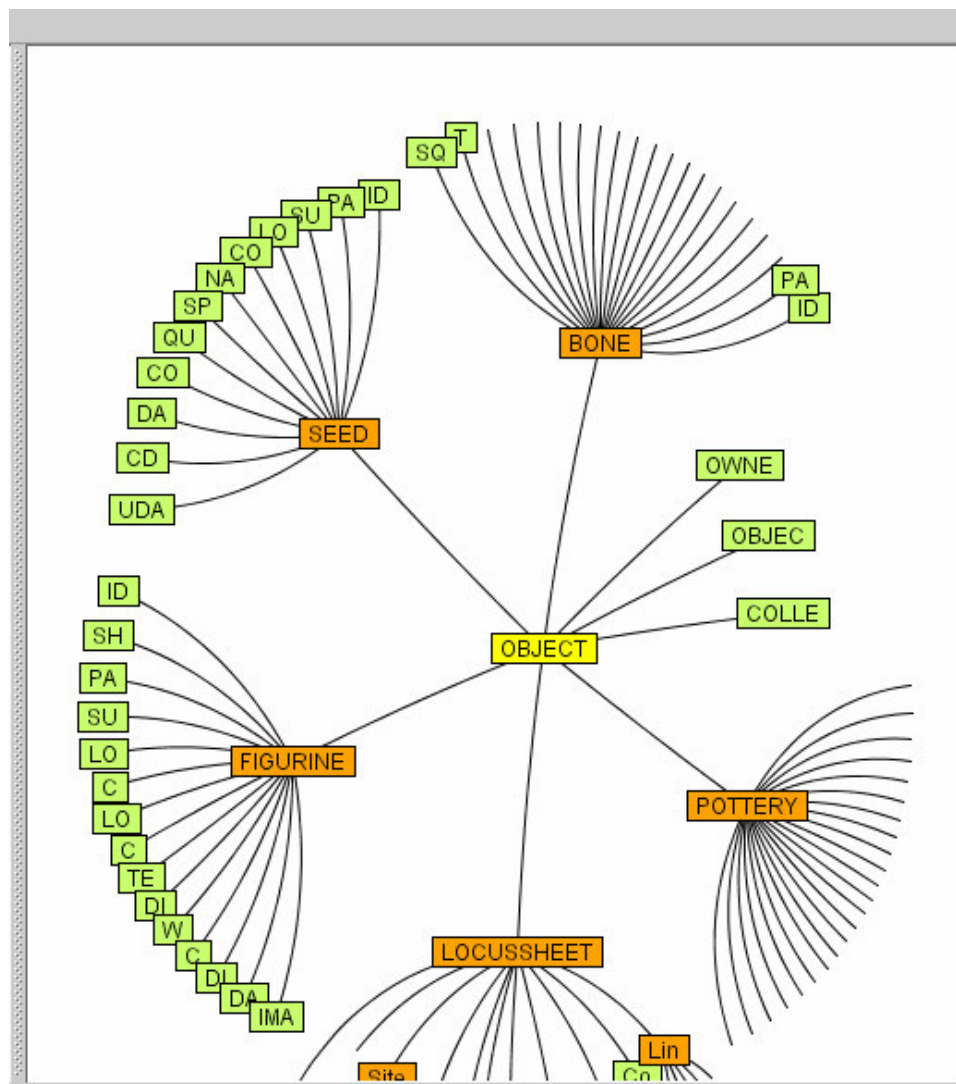 T
SQ
ID
PA
SU
LO
CO
NA
SP
QU
CO
DA
CD
UDA
SEED
PA
ID
BONE
OWNE
OBJEC
COLLE
OBJECT
ID
SH
PA
SU
LO
C
LO
C
TE
DI
W
C
DI
DA
IMA
FIGURINE
POTTERY
LOCUSSHEET
Lin
Site
Co